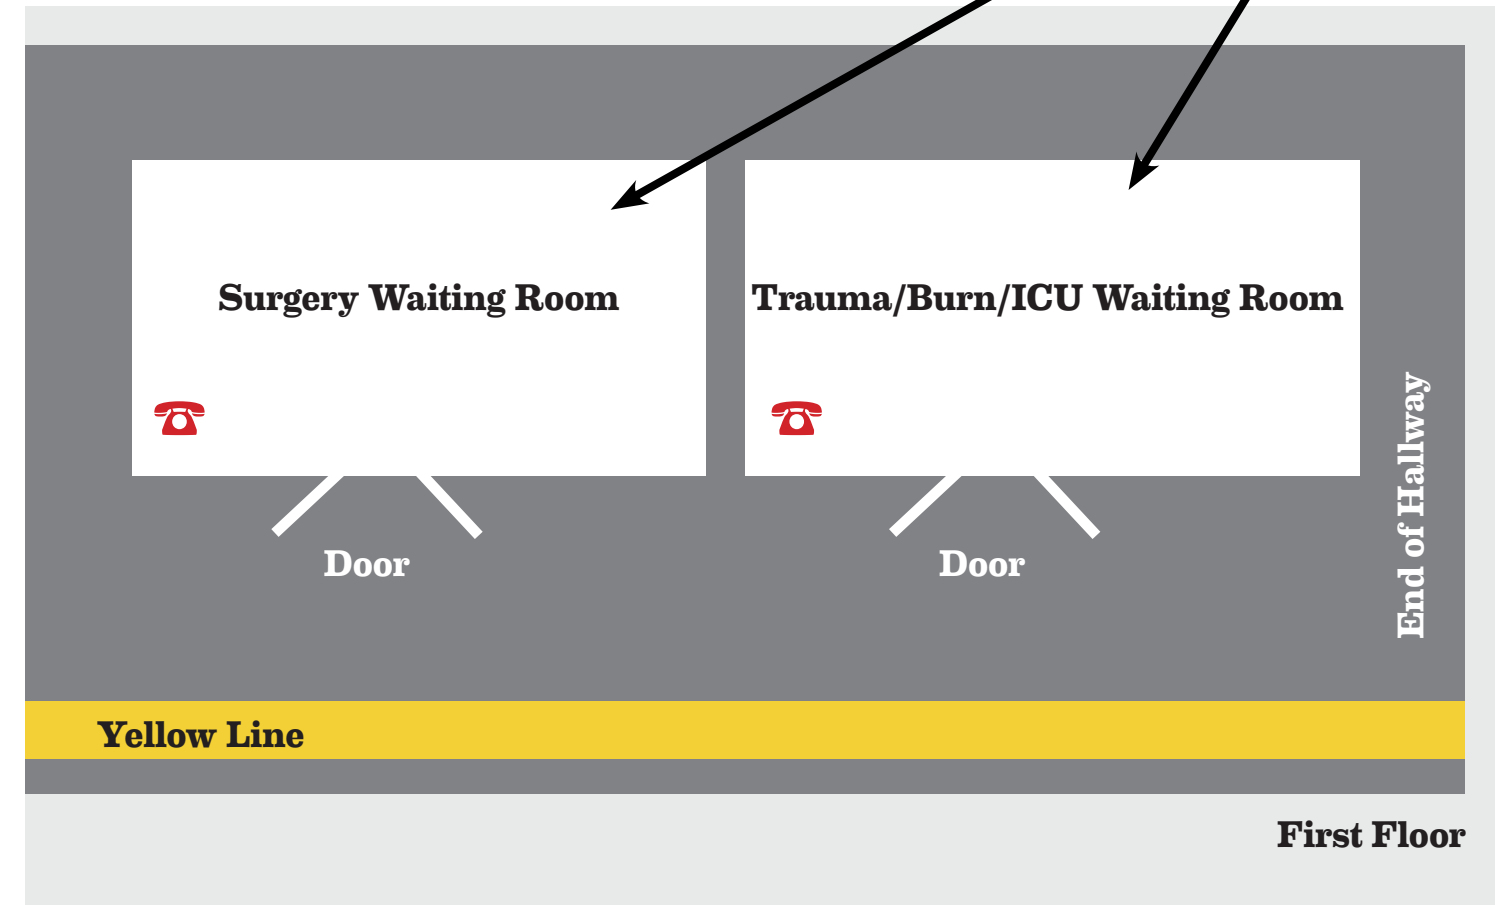 Surgery Waiting Room
Trauma/Burn/ICU Waiting Room
End of Hallway
Door
Door
Yellow Line
First Floor